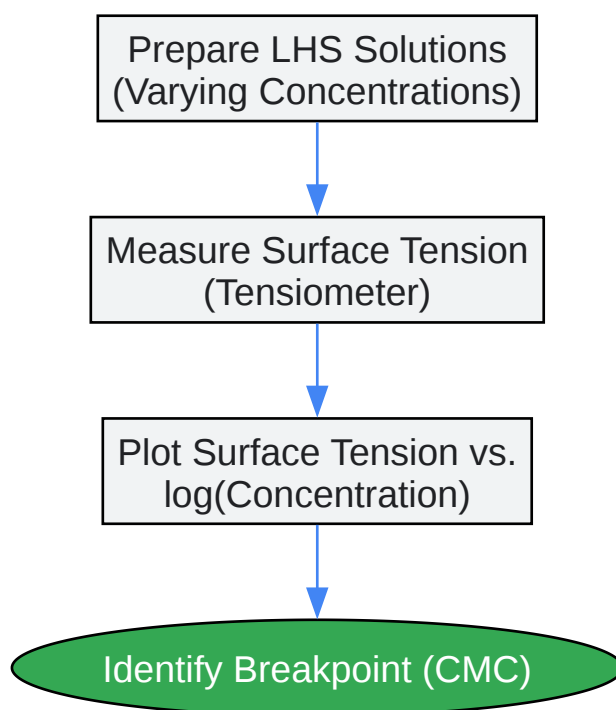 Prepare LHS Solutions
(Varying Concentrations)
Measure Surface Tension
(Tensiometer)
Plot Surface Tension vs.
log(Concentration)
Identify Breakpoint (CMC)